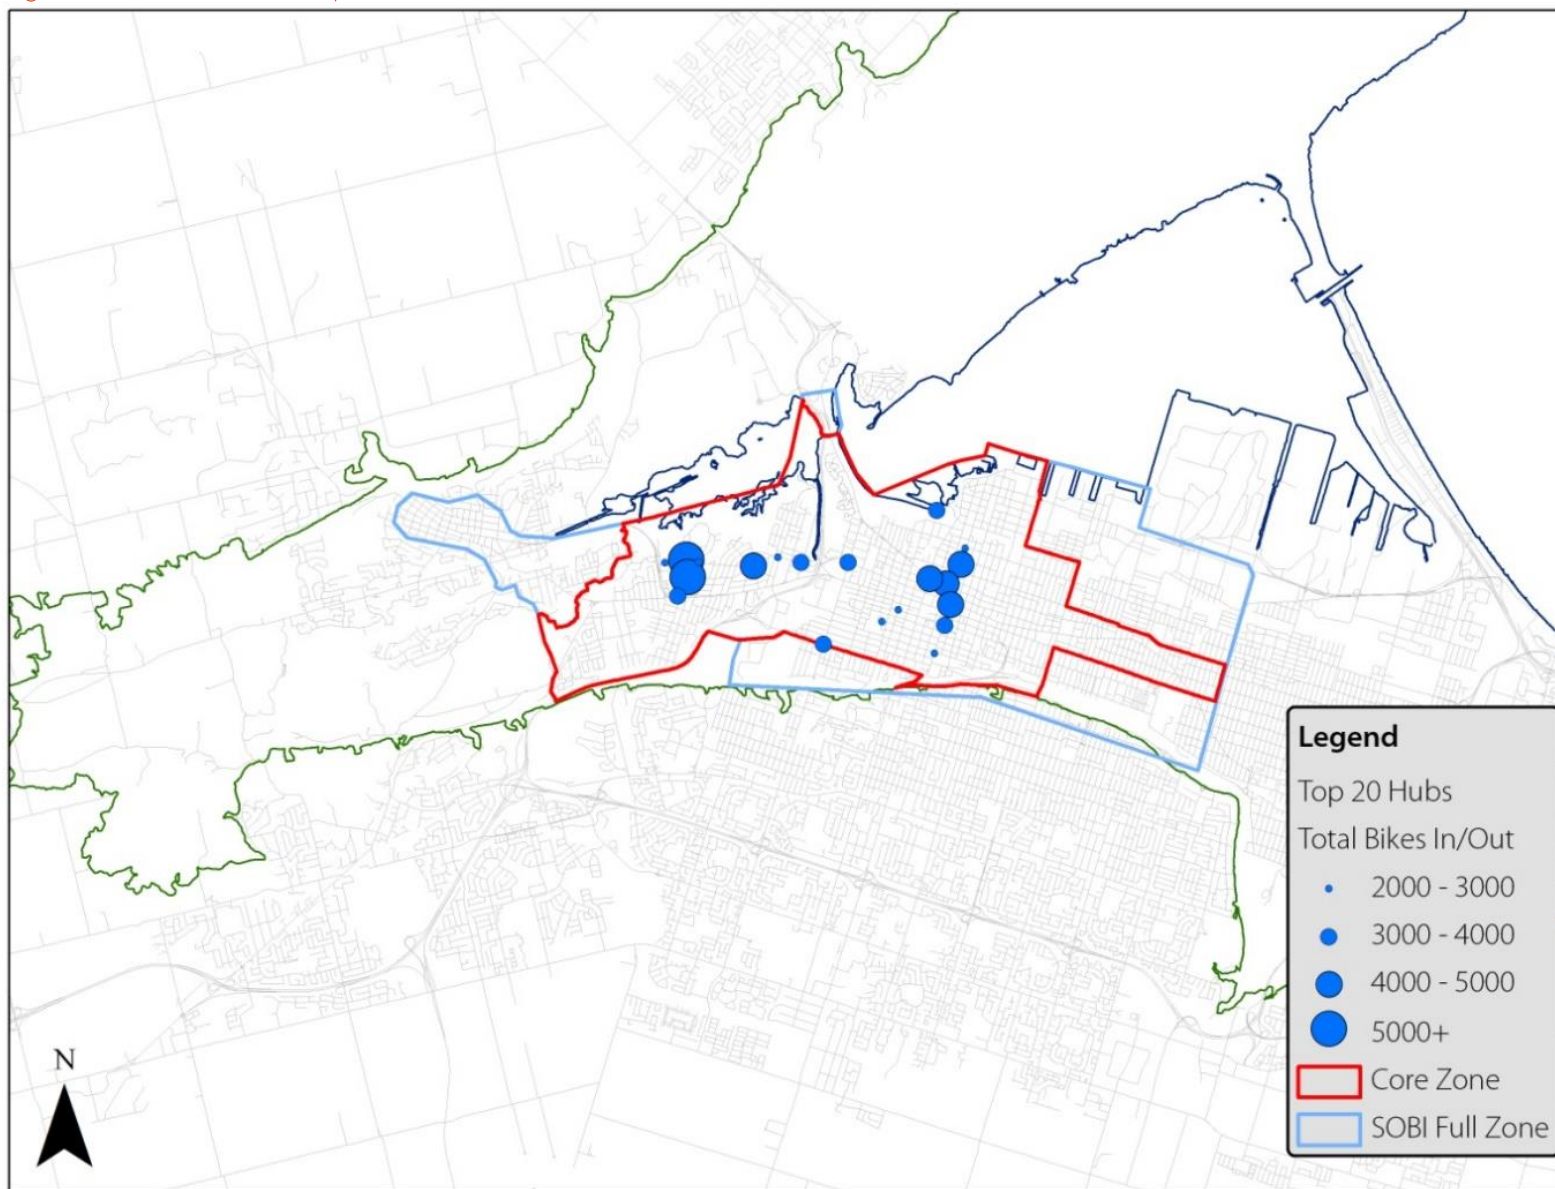 N
Legend
Top 20 Hubs
Total Bikes In/Out
2000 - 3000
3000 - 4000
4000 - 5000
5000+
Core Zone
SOBI Full Zone